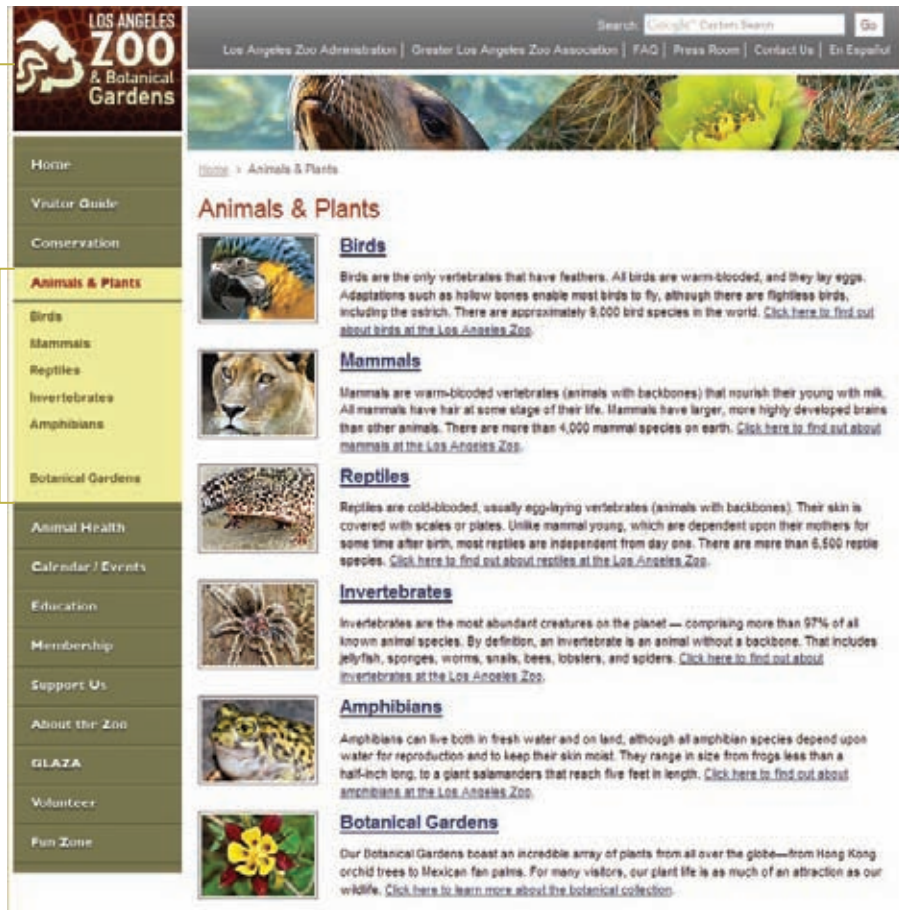 LOS ANGELES
ZOO
& Botanical
Gardens
Search: Google™ Custom Search Go
Los Angeles Zoo Administration | Greater Los Angeles Zoo Association | FAQ | Press Room | Contact Us | En Español
Home
Visitor Guide
Conservation
Animals & Plants
Birds
Mammals
Reptiles
Invertebrates
Amphibians
Botanical Gardens
Animal Health
Calendar / Events
Education
Membership
Support Us
About the Zoo
GLAZA
Volunteer
Fun Zone
Home > Animals & Plants
Animals & Plants
Birds
Birds are the only vertebrates that have feathers. All birds are warm-blooded, and they lay eggs.
Adaptations such as hollow bones enable most birds to fly, although there are flightless birds,
including the ostrich. There are approximately 9,000 bird species in the world. Click here to find out
about birds at the Los Angeles Zoo.
Mammals
Mammals are warm-blooded vertebrates (animals with backbones) that nourish their young with milk.
All mammals have hair at some stage of their life. Mammals have larger, more highly developed brains
than other animals. There are more than 4,000 mammal species on earth. Click here to find out about
mammals at the Los Angeles Zoo.
Reptiles
Reptiles are cold-blooded, usually egg-laying vertebrates (animals with backbones). Their skin is
covered with scales or plates. Unlike mammal young, which are dependent upon their mothers for
some time after birth, most reptiles are independent from day one. There are more than 6,500 reptile
species. Click here to find out about reptiles at the Los Angeles Zoo.
Invertebrates
Invertebrates are the most abundant creatures on the planet — comprising more than 97% of all
known animal species. By definition, an invertebrate is an animal without a backbone. That includes
jellyfish, sponges, worms, snails, bees, lobsters, and spiders. Click here to find out about
invertebrates at the Los Angeles Zoo.
Amphibians
Amphibians can live both in fresh water and on land, although all amphibian species depend upon
water for reproduction and to keep their skin moist. They range in size from frogs less than a
half-inch long, to a giant salamanders that reach five feet in length. Click here to find out about
amphibians at the Los Angeles Zoo.
Botanical Gardens
Our Botanical Gardens boast an incredible array of plants from all over the globe—from Hong Kong
orchid trees to Mexican fan palms. For many visitors, our plant life is as much of an attraction as our
wildlife. Click here to learn more about the botanical collection.